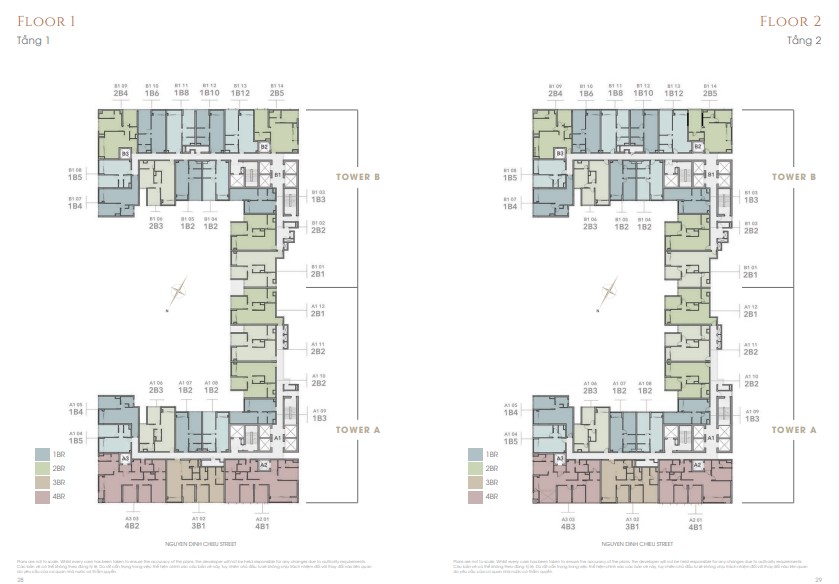 FLOOR 1
Tầng 1
B1 09
2B4
B1 10
1B6
B1 11
1B8
B1 12
1B10
B1 13
1B12
B1 14
2B5
B3
B2
B1 08
1B5
B1
TOWER B
B1 07
1B4
B1 03
1B3
B1 06
2B3
B1 05
1B2
B1 04
1B2
B1 02
2B2
B1 01
2B1
A1 12
2B1
A1 11
2B2
A1 10
2B2
A1 06
2B3
A1 07
1B2
A1 08
1B2
A1 05
1B4
A1 09
1B3
A1 04
1B5
A1
TOWER A
A3
A2
1BR
2BR
3BR
4BR
A3 03
4B2
A1 02
3B1
A2 01
4B1
NGUYEN DINH CHIEU STREET
28
FLOOR 2
Tầng 2
B1 09
2B4
B1 10
1B6
B1 11
1B8
B1 12
1B10
B1 13
1B12
B1 14
2B5
B3
B2
B1 08
1B5
B1
TOWER B
B1 07
1B4
B1 03
1B3
B1 06
2B3
B1 05
1B2
B1 04
1B2
B1 02
2B2
B1 01
2B1
A1 12
2B1
A1 11
2B2
A1 10
2B2
A1 06
2B3
A1 07
1B2
A1 08
1B2
A1 05
1B4
A1 09
1B3
A1 04
1B5
A1
TOWER A
A3
A2
1BR
2BR
3BR
4BR
A3 03
4B3
A1 02
3B1
A2 01
4B1
NGUYEN DINH CHIEU STREET
29